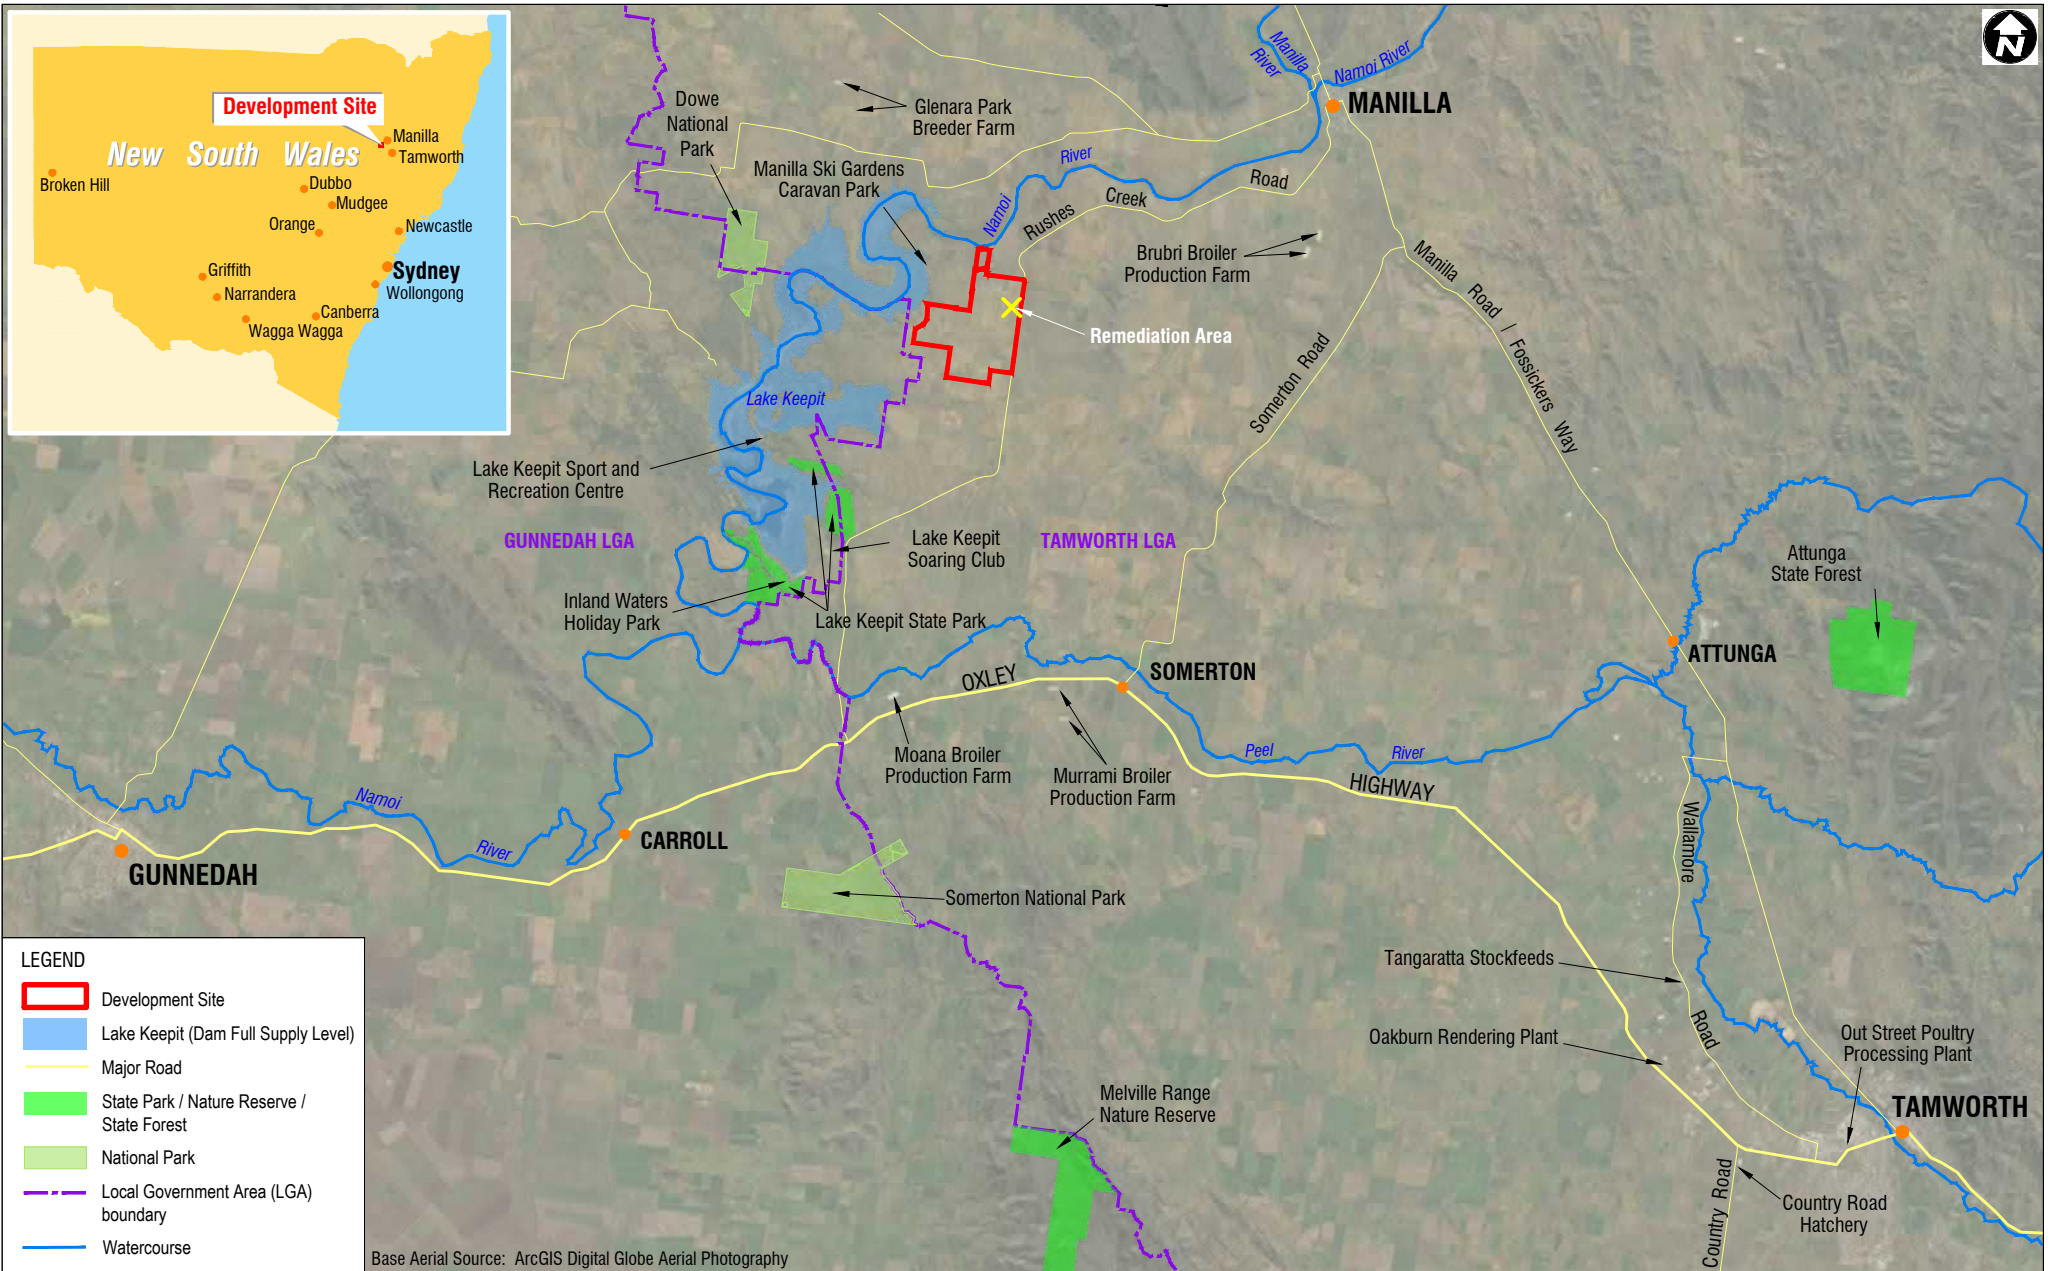 Development Site
New South Wales
Manilla
Tamworth
Broken Hill
Dubbo
Mudgee
Orange
Newcastle
Griffith
Sydney
Wollongong
Narrandera
Canberra
Wagga Wagga
Dowe
National
Park
Glenara Park
Breeder Farm
Manilla
River
Namoi River
MANILLA
Manilla Ski Gardens
Caravan Park
River
Namoi
Rushes
Creek
Road
Brubri Broiler
Production Farm
Manilla Road / Fossickers Way
Remediation Area
Somerton Road
Lake Keepit
Lake Keepit Sport and
Recreation Centre
GUNNEDAH LGA
Lake Keepit
Soaring Club
TAMWORTH LGA
Attunga
State Forest
Inland Waters
Holiday Park
Lake Keepit State Park
ATTUNGA
OXLEY
SOMERTON
Moana Broiler
Production Farm
Murrami Broiler
Production Farm
Peel
River
HIGHWAY
Namoi
River
CARROLL
GUNNEDAH
Wallamore
Road
Somerton National Park
Tangaratta Stockfeeds
Oakburn Rendering Plant
Out Street Poultry
Processing Plant
TAMWORTH
Melville Range
Nature Reserve
Country Road
Country Road
Hatchery
LEGEND
Development Site
Lake Keepit (Dam Full Supply Level)
Major Road
State Park / Nature Reserve /
State Forest
National Park
Local Government Area (LGA)
boundary
Watercourse
Base Aerial Source: ArcGIS Digital Globe Aerial Photography
N